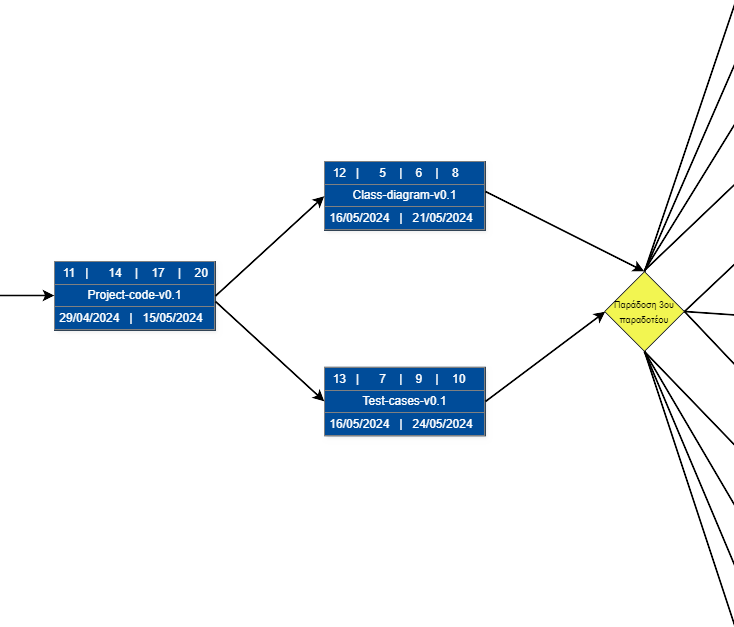 11 | 14 | 17 | 20
Project-code-v0.1
29/04/2024 | 15/05/2024
12 | 5 | 6 | 8
Class-diagram-v0.1
16/05/2024 | 21/05/2024
13 | 7 | 9 | 10
Test-cases-v0.1
16/05/2024 | 24/05/2024
Παράδοση 3ου
παραδοτέου